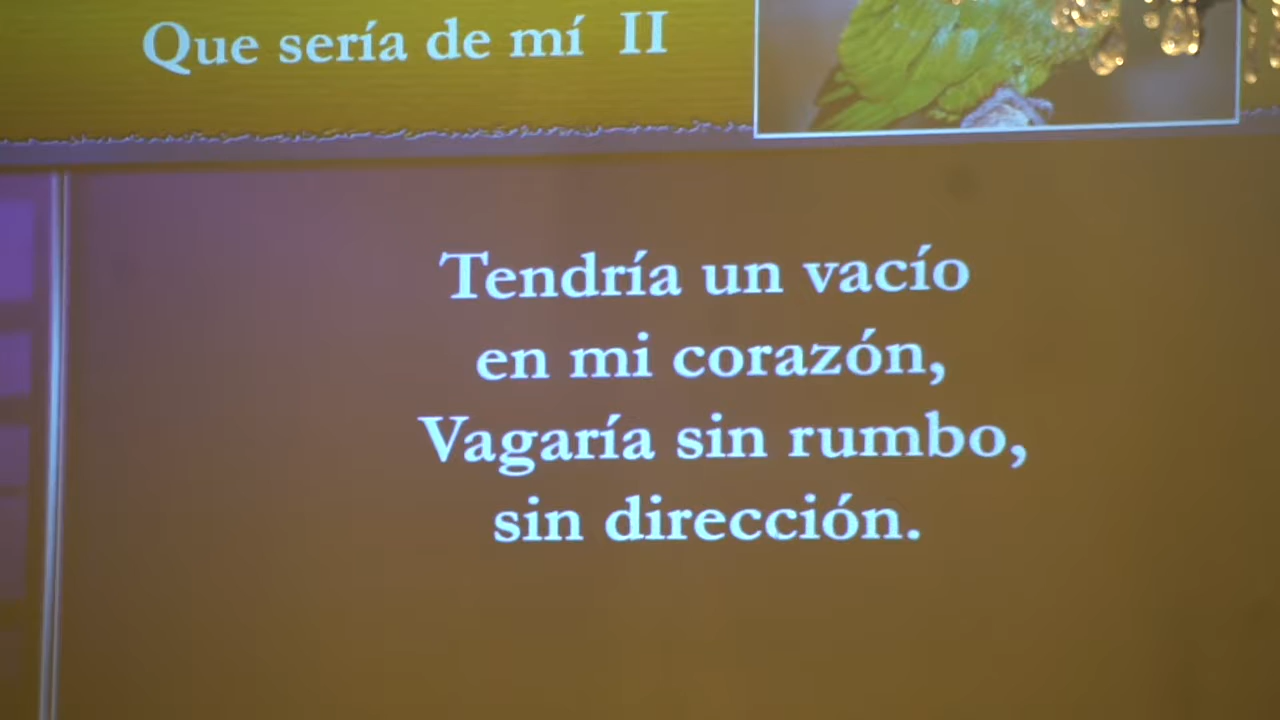 Que sería de mí II
Tendría un vacío
en mi corazón,
Vagaría sin rumbo,
sin dirección.